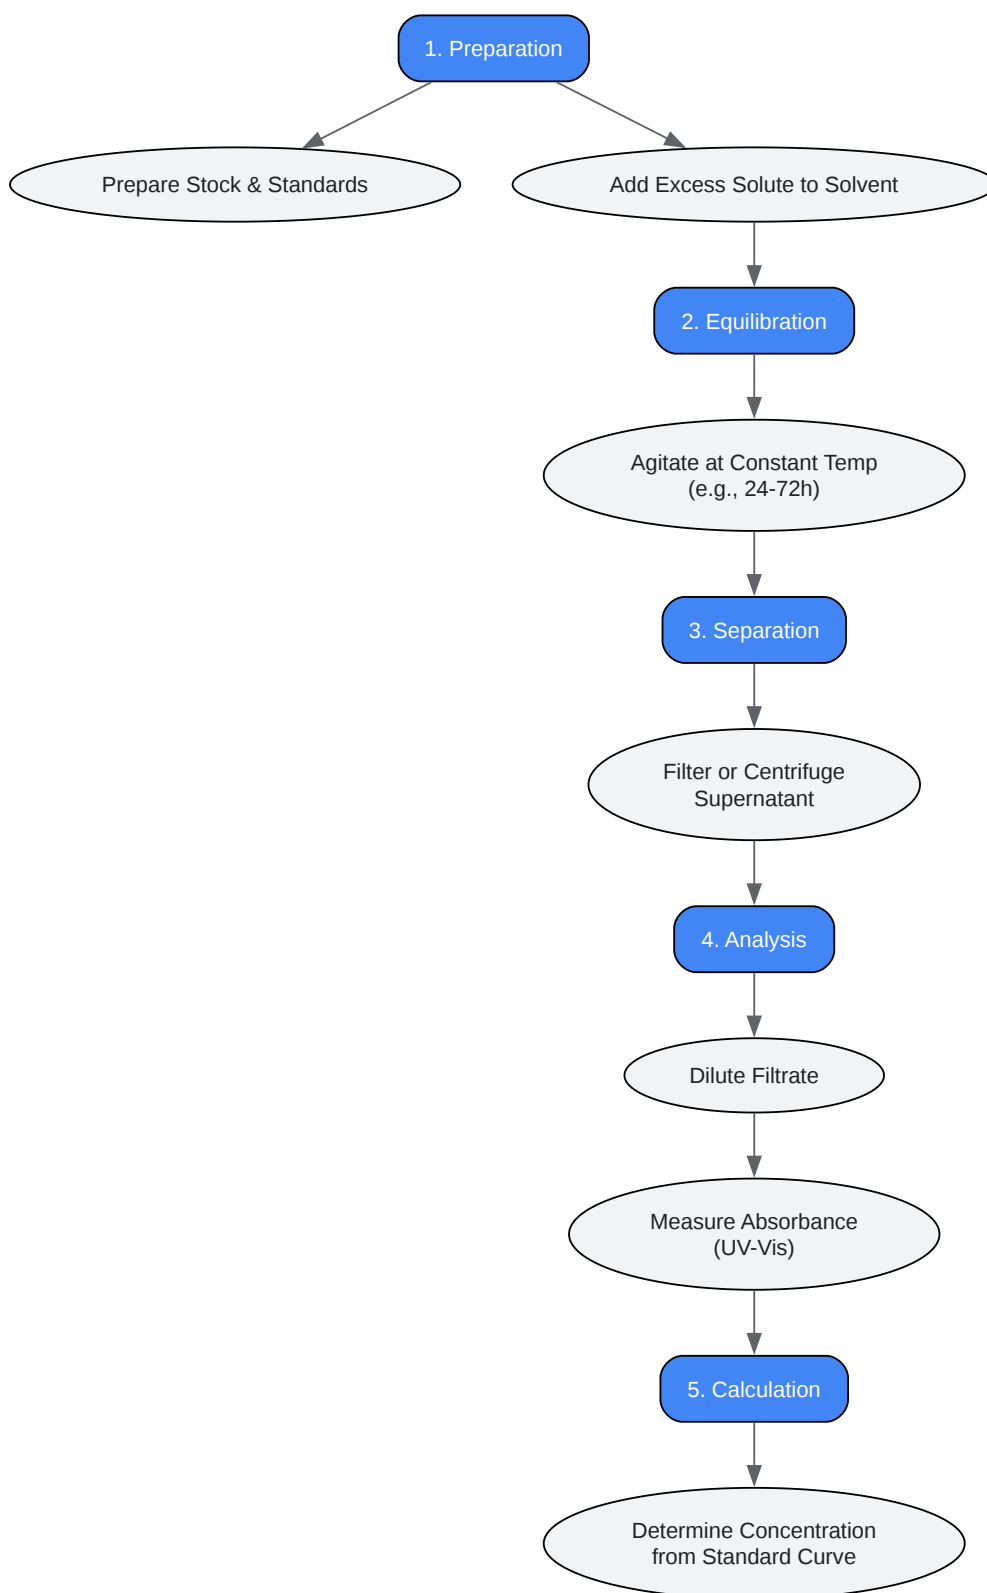 1. Preparation
Prepare Stock & Standards
Add Excess Solute to Solvent
2. Equilibration
Agitate at Constant Temp
(e.g., 24-72h)
3. Separation
Filter or Centrifuge
Supernatant
4. Analysis
Dilute Filtrate
Measure Absorbance
(UV-Vis)
5. Calculation
Determine Concentration
from Standard Curve